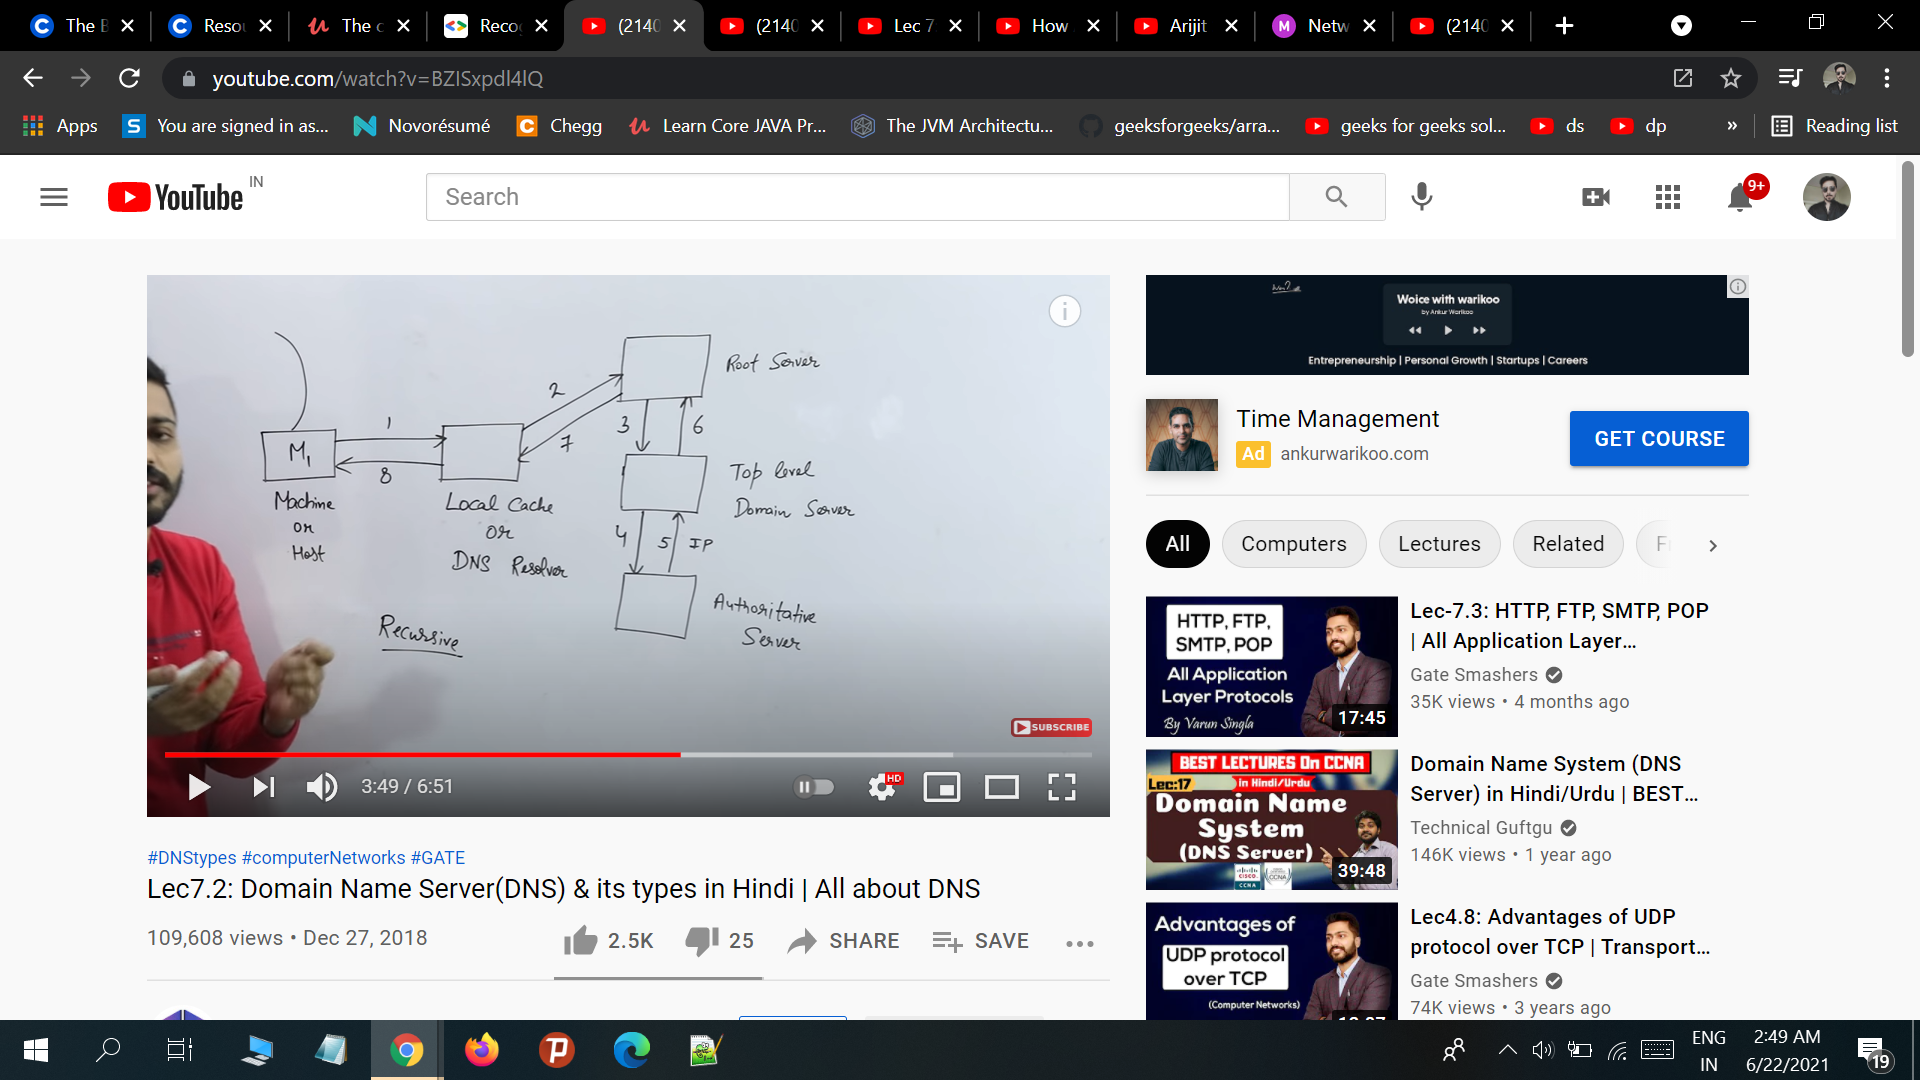 The B
Resou
The c
Recog
(2140
(2140
Lec 7
How
Arijit
Netw
(2140
youtube.com/watch?v=BZISxpdl4lQ
Apps
You are signed in as...
Novorésumé
Chegg
Learn Core JAVA Pr...
The JVM Architectu...
geeksforgeeks/arra...
geeks for geeks sol...
ds
dp
»
Reading list
YouTube IN
Search
9+
Root Server
2
3
6
7
1
M1
8
Top level
Domain Server
Machine
or
Host
Local Cache
or
DNS Resolver
4
5
IP
Authoritative
Server
Recursive
SUBSCRIBE
3:49 / 6:51
HD
Woice with warikoo
by Ankur Warikoo
Entrepreneurship | Personal Growth | Startups | Careers
Time Management
Ad ankurwarikoo.com
GET COURSE
All
Computers
Lectures
Related
HTTP, FTP,
SMTP, POP
All Application
Layer Protocols
By Varun Singla
17:45
Lec-7.3: HTTP, FTP, SMTP, POP
| All Application Layer...
Gate Smashers
35K views • 4 months ago
BEST LECTURES On CCNA
Lec:17
in Hindi/Urdu
Domain Name
System
(DNS Server)
CISCO
CCNA
CCNA
39:48
Domain Name System (DNS
Server) in Hindi/Urdu | BEST...
Technical Guftgu
146K views • 1 year ago
Advantages of
UDP protocol
over TCP
(Computer Networks)
Lec4.8: Advantages of UDP
protocol over TCP | Transport...
Gate Smashers
74K views • 3 years ago
#DNStypes #computerNetworks #GATE
Lec7.2: Domain Name Server(DNS) & its types in Hindi | All about DNS
109,608 views • Dec 27, 2018
2.5K
25
SHARE
SAVE
ENG
IN
2:49 AM
6/22/2021
19